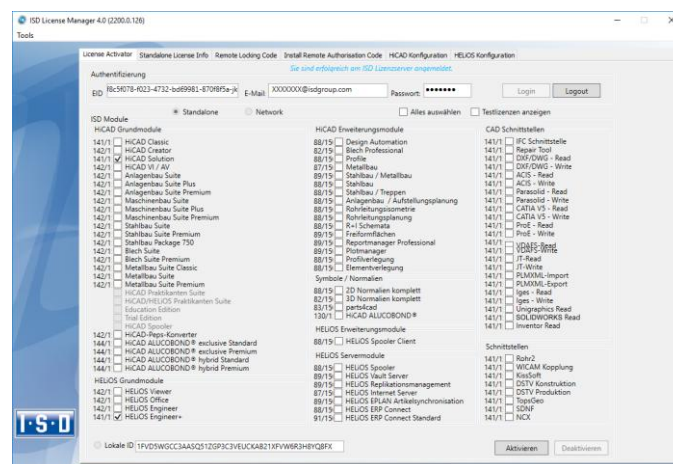 ISD License Manager 4.0 (2200.0.126)
Tools
License Activator Standalone License Info Remote Locking Code Install Remote Authorisation Code HiCAD Konfiguration HELiOS Konfiguration
Sie sind erfolgreich am ISD Lizenzserver angemeldet.
Authentifizierung
EID f8c5f078-f023-4732-bd69981-870f8f5a-jk E-Mail XXXXXXX@isdgroup.com Passwort: Login Logout
Standalone Network Alles auswählen Testlizenzen anzeigen
ISD Module
HiCAD Grundmodule
141/1 HiCAD Classic
142/1 HiCAD Creator
141/1 HiCAD Solution
142/1 HiCAD VI / AV
142/1 Anlagenbau Suite
142/1 Anlagenbau Suite Plus
142/1 Anlagenbau Suite Premium
142/1 Maschinenbau Suite
142/1 Maschinenbau Suite Plus
142/1 Maschinenbau Suite Premium
142/1 Stahlbau Suite
142/1 Stahlbau Suite Premium
142/1 Stahlbau Package 750
142/1 Blech Suite
142/1 Blech Suite Premium
142/1 Metallbau Suite Classic
142/1 Metallbau Suite
142/1 Metallbau Suite Premium
HiCAD Praktikanten Suite
HiCAD/HELiOS Praktikanten Suite
Education Edition
Trial Edition
HiCAD Spooler
142/1 HiCAD-Peps-Konverter
144/1 HiCAD ALUCOBOND® exclusive Standard
144/1 HiCAD ALUCOBOND® exclusive Premium
144/1 HiCAD ALUCOBOND® hybrid Standard
144/1 HiCAD ALUCOBOND® hybrid Premium
HELiOS Grundmodule
142/1 HELiOS Viewer
142/1 HELiOS Office
142/1 HELiOS Engineer
141/1 HELiOS Engineer+
HiCAD Erweiterungsmodule
88/15 Design Automation
82/15 Blech Professional
88/15 Profile
87/15 Metallbau
89/15 Stahlbau / Metallbau
88/15 Stahlbau
88/15 Stahlbau / Treppen
88/15 Anlagenbau / Aufstellungsplanung
88/15 Rohrleitungsisometrie
88/15 Rohrleitungsplanung
88/15 R+I Schemata
89/15 Freiformflächen
89/15 Reportmanager Professional
89/15 Plotmanager
88/15 Profilverlegung
88/15 Elementverlegung
Symbole / Normalien
88/15 2D Normalien komplett
82/15 3D Normalien komplett
83/15 parts4cad
130/1 HiCAD ALUCOBOND®
HELiOS Erweiterungsmodule
88/15 HELiOS Spooler Client
HELiOS Servermodule
88/15 HELiOS Spooler
89/15 HELiOS Vault Server
89/15 HELiOS Replikationsmanagement
87/15 HELiOS Internet Server
89/15 HELiOS EPLAN Artikelsynchronisation
88/15 HELiOS ERP Connect
91/15 HELiOS ERP Connect Standard
CAD Schnittstellen
141/1 IFC Schnittstelle
141/1 Repair Tool
141/1 DXF/DWG - Read
141/1 DXF/DWG - Write
141/1 ACIS - Read
141/1 ACIS - Write
141/1 Parasolid - Read
141/1 Parasolid - Write
141/1 CATIA V5 - Read
141/1 CATIA V5 - Write
141/1 ProE - Read
141/1 ProE - Write
141/1 VDAFS-Read
141/1
141/1 JT-Read
141/1 JT-Write
141/1 PLMXML-Import
141/1 PLMXML-Export
141/1 Iges - Read
141/1 Iges - Write
141/1 Unigraphics Read
141/1 SOLIDWORKS Read
141/1 Inventor Read
Schnittstellen
141/1 Rohr2
141/1 WICAM Kopplung
141/1 KissSoft
141/1 DSTV Konstruktion
141/1 DSTV Produktion
141/1 TopsGeo
141/1 SDNF
141/1 NCX
I·S·D
Lokale ID 1FVD5WGCC3AASQ51ZGP3C3VEUCKAB21XFVW6R3H8YQ8FX Aktivieren Deaktivieren